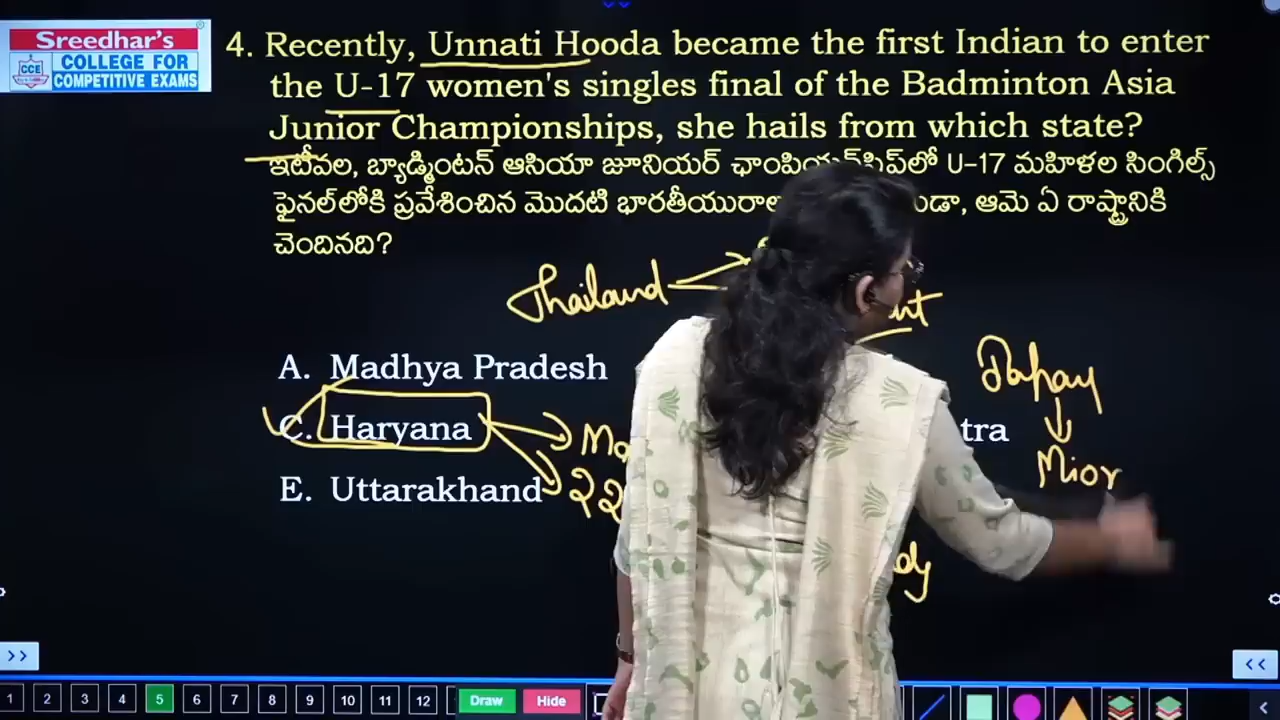 Sreedhar's
CCE
COLLEGE FOR
COMPETITIVE EXAMS
4. Recently, Unnati Hooda became the first Indian to enter
the U-17 women's singles final of the Badminton Asia
Junior Championships, she hails from which state?
ఇటీవల, బ్యాడ్మింటన్ ఆసియా జూనియర్ ఛాంపియన్‌షిప్‌లో U-17 మహిళల సింగిల్స్
ఫైనల్‌లోకి ప్రవేశించిన మొదటి భారతీయురాల డా, ఆమె ఏ రాష్ట్రానికి
చెందినది?
Thailand
A. Madhya Pradesh
C. Haryana
tra
Mior
E. Uttarakhand
22
dy
>>
<<
1 2 3 4 5 6 7 8 9 10 11 12 Draw Hide